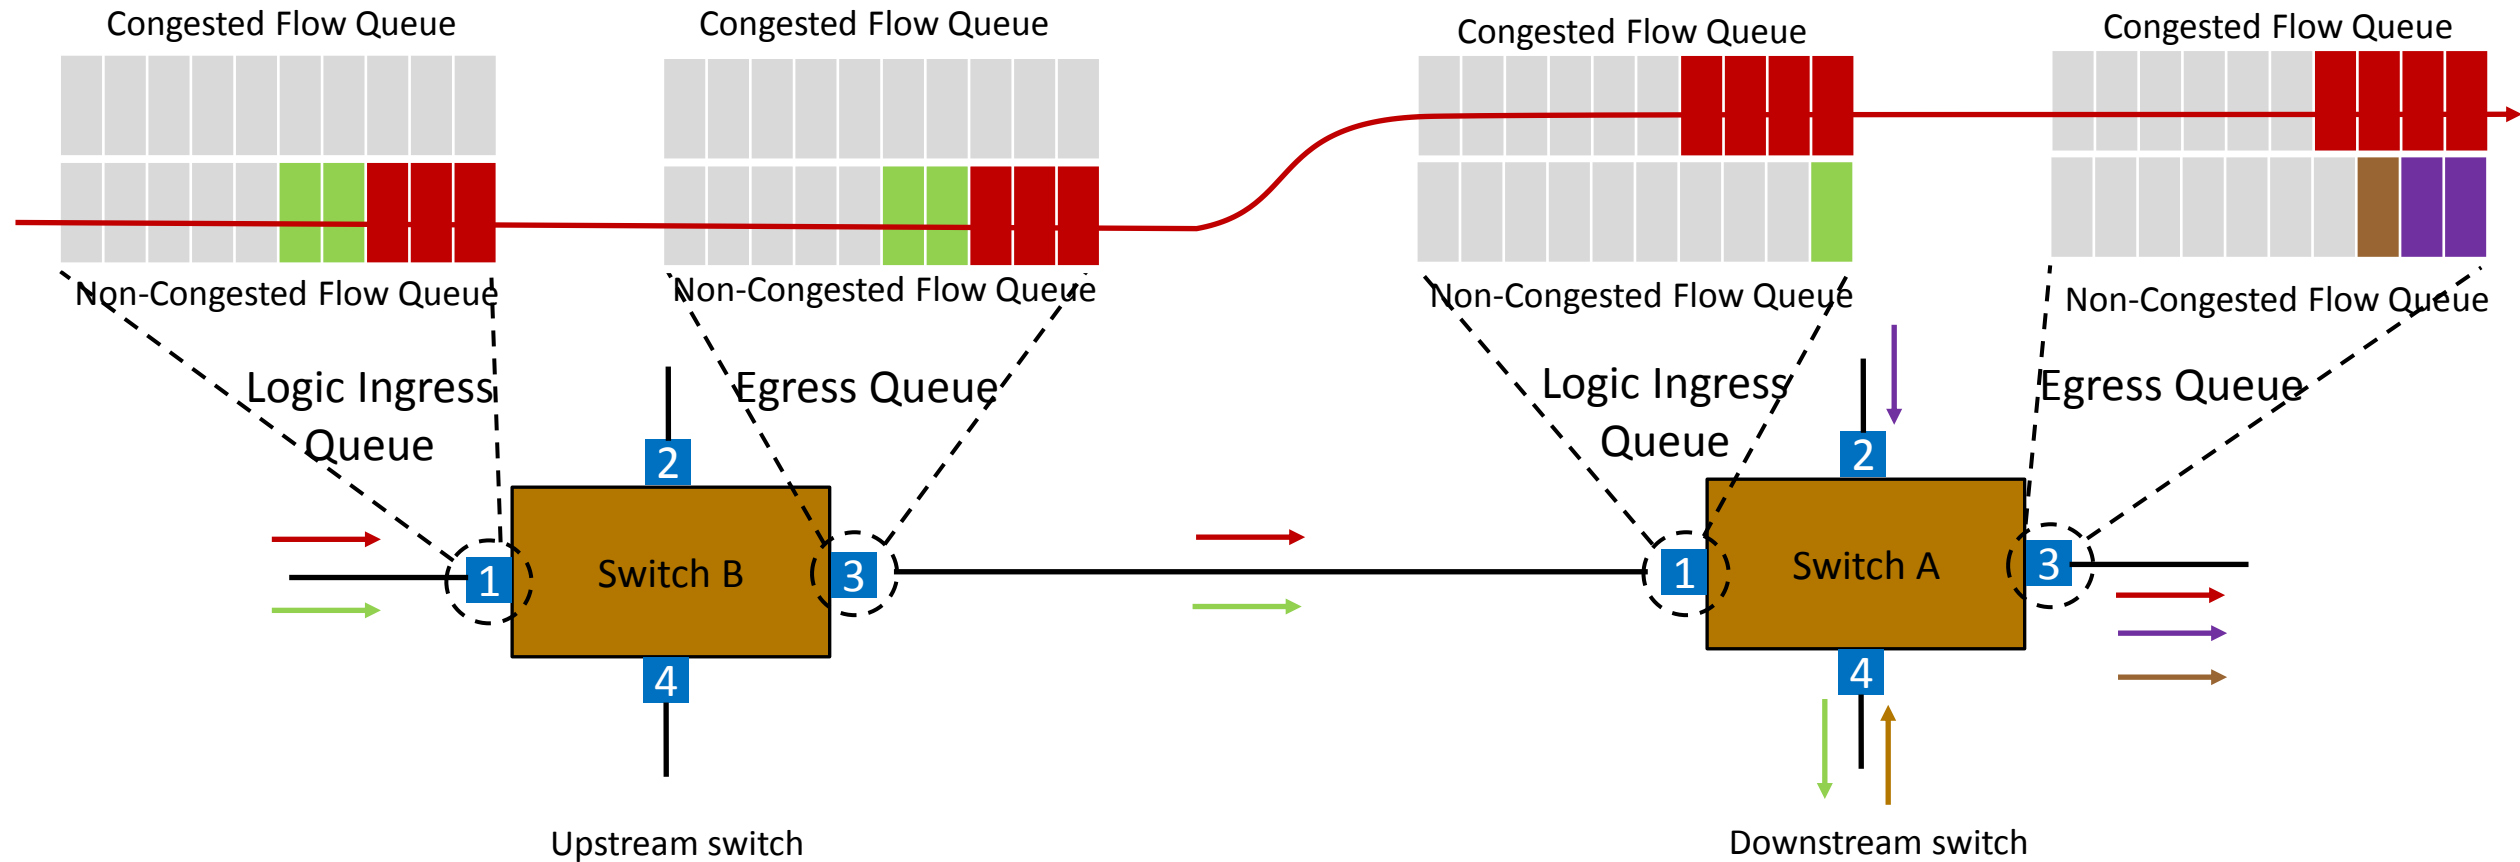 Congested Flow Queue
Congested Flow Queue
Congested Flow Queue
Congested Flow Queue
Non-Congested Flow Queue
Non-Congested Flow Queue
Non-Congested Flow Queue
Non-Congested Flow Queue
Logic Ingress
Queue
Egress Queue
Logic Ingress
Queue
Egress Queue
2
1
Switch B
3
4
2
1
Switch A
3
4
Upstream switch
Downstream switch